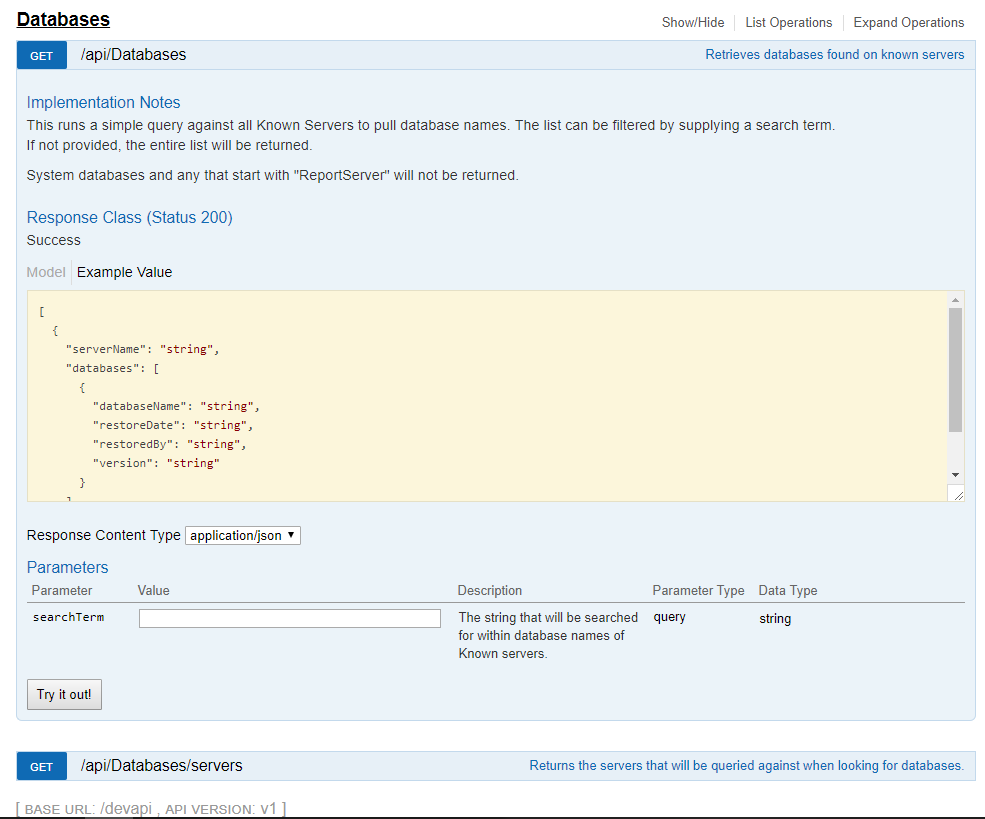 Databases
Show/Hide List Operations Expand Operations
GET /api/Databases Retrieves databases found on known servers
Implementation Notes
This runs a simple query against all Known Servers to pull database names. The list can be filtered by supplying a search term.
If not provided, the entire list will be returned.
System databases and any that start with "ReportServer" will not be returned.
Response Class (Status 200)
Success
Model Example Value
[
{
"serverName": "string",
"databases": [
{
"databaseName": "string",
"restoreDate": "string",
"restoredBy": "string",
"version": "string"
}
]
Response Content Type application/json
Parameters
Parameter Value Description Parameter Type Data Type
searchTerm The string that will be searched query string
for within database names of
Known servers.
Try it out!
GET /api/Databases/servers Returns the servers that will be queried against when looking for databases.
[ BASE URL: /devapi , API VERSION: v1 ]